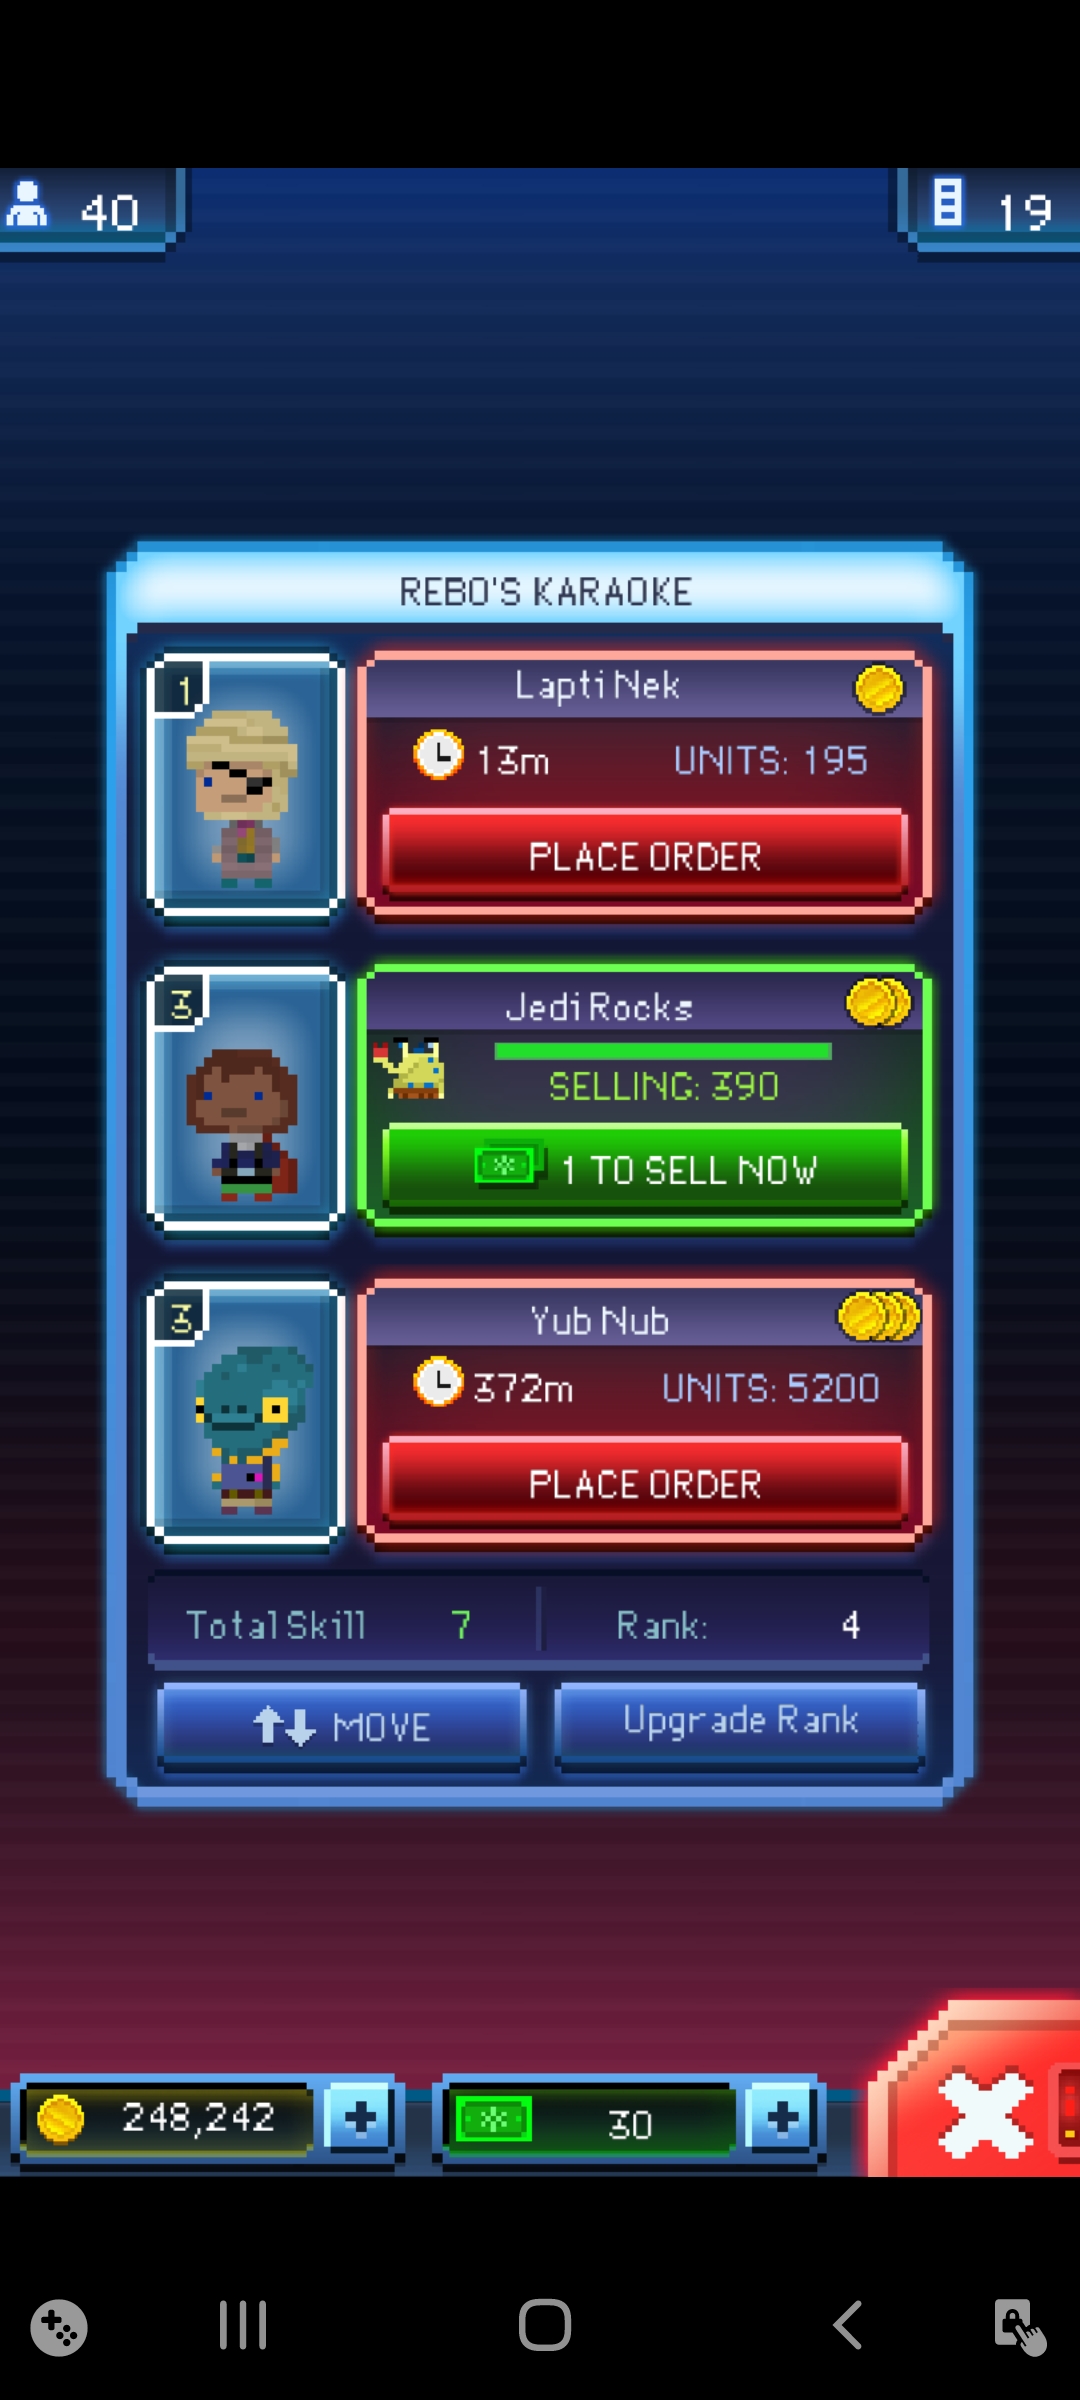 40
19
REBO'S KARAOKE
1
Lapti Nek
13m UNITS: 195
PLACE ORDER
3
Jedi Rocks
SELLING: 390
1 TO SELL NOW
3
Yub Nub
372m UNITS: 5200
PLACE ORDER
Total Skill 7 Rank: 4
MOVE Upgrade Rank
248,242 + 30 +